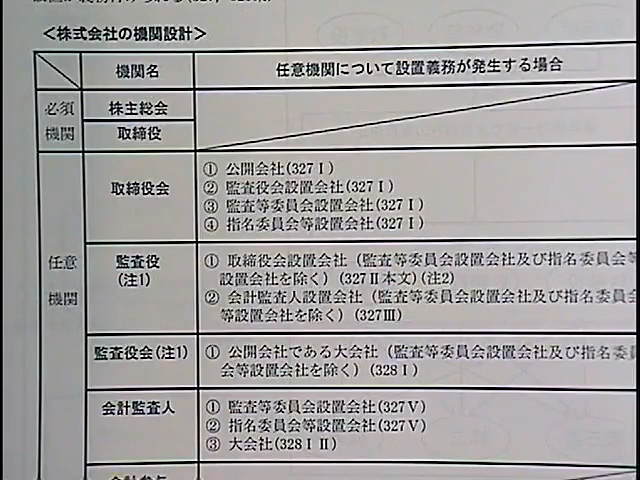 <株式会社の機関設計>
機関名
任意機関について設置義務が発生する場合
必須
機関
株主総会
取締役
任意
機関
取締役会
① 公開会社(327Ⅰ)
② 監査役会設置会社(327Ⅰ)
③ 監査等委員会設置会社(327Ⅰ)
④ 指名委員会等設置会社(327Ⅰ)
監査役
(注1)
① 取締役会設置会社(監査等委員会設置会社及び指名委員会等
設置会社を除く)(327Ⅱ本文)(注2)
② 会計監査人設置会社(監査等委員会設置会社及び指名委員会
等設置会社を除く)(327Ⅲ)
監査役会(注1)
① 公開会社である大会社(監査等委員会設置会社及び指名委員
会等設置会社を除く)(328Ⅰ)
会計監査人
① 監査等委員会設置会社(327Ⅴ)
② 指名委員会等設置会社(327Ⅴ)
③ 大会社(328ⅠⅡ)